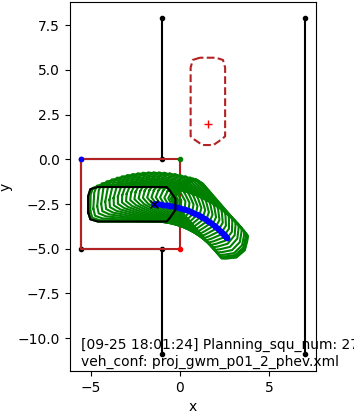 7.5
5.0
2.5
0.0
−2.5
−5.0
−7.5
−10.0
y
[09-25 18:01:24] Planning_squ_num: 27
veh_conf: proj_gwm_p01_2_phev.xml
−5 0 5
x